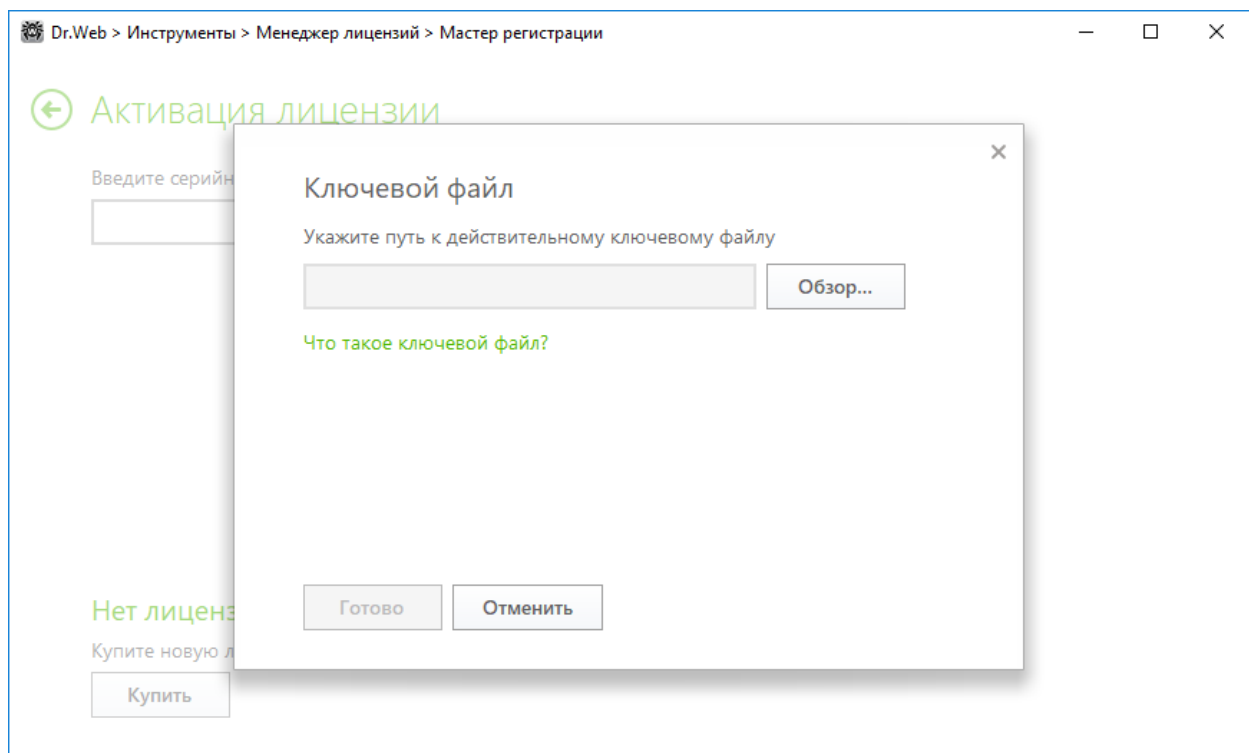 Dr.Web > Инструменты > Менеджер лицензий > Мастер регистрации
Активация лицензии
Введите серийн
Ключевой файл
Укажите путь к действительному ключевому файлу
Обзор...
Что такое ключевой файл?
Готово Отменить
Нет лиценз
Купите новую л
Купить